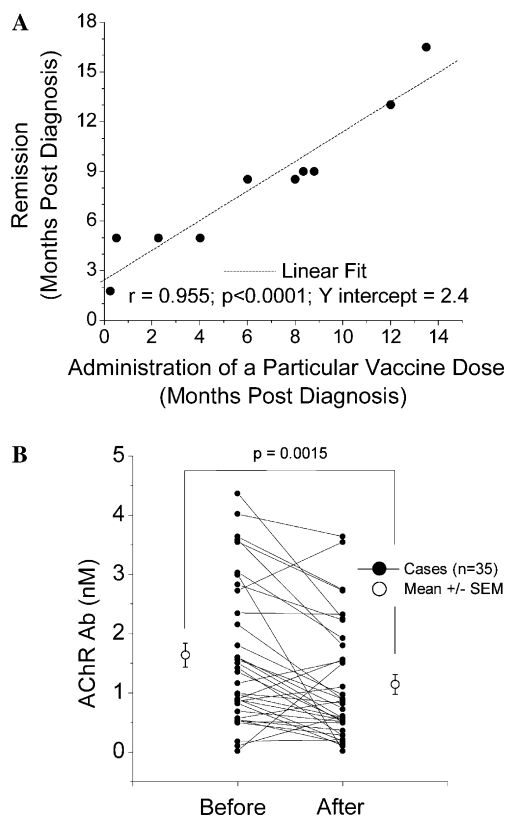 A
Remission
(Months Post Diagnosis)
18
15
12
9
6
3
0
Linear Fit
r = 0.955; p<0.0001; Y intercept = 2.4
0 2 4 6 8 10 12 14
Administration of a Particular Vaccine Dose
(Months Post Diagnosis)
B
p = 0.0015
AChR Ab (nM)
5
4
3
2
1
0
Cases (n=35)
Mean +/- SEM
Before After